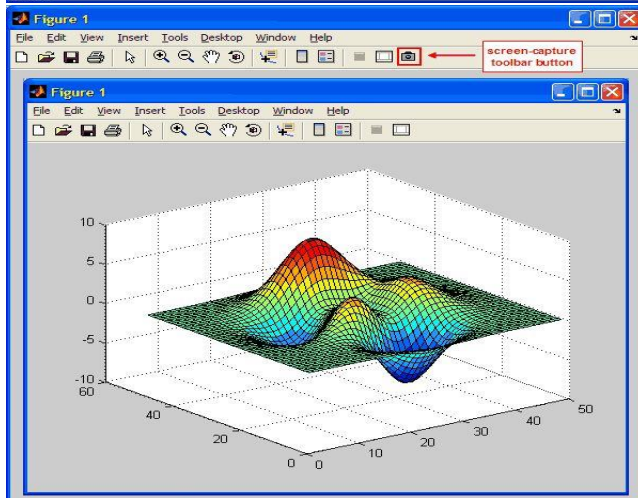 Figure 1
File Edit View Insert Tools Desktop Window Help
screen-capture
toolbar button
Figure 1
File Edit View Insert Tools Desktop Window Help
10
5
0
-5
-10
60
40
20
0
0
10
20
30
40
50